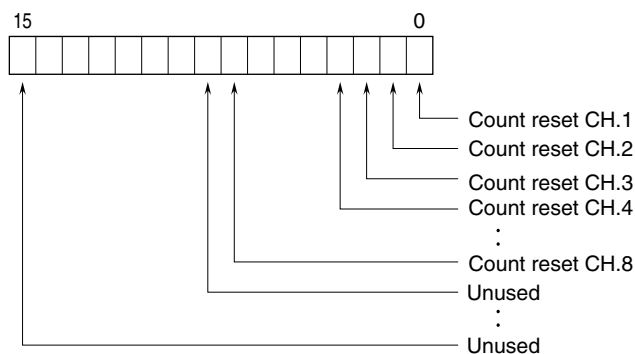 15 0
Count reset CH.1
Count reset CH.2
Count reset CH.3
Count reset CH.4
:
Count reset CH.8
Unused
:
Unused